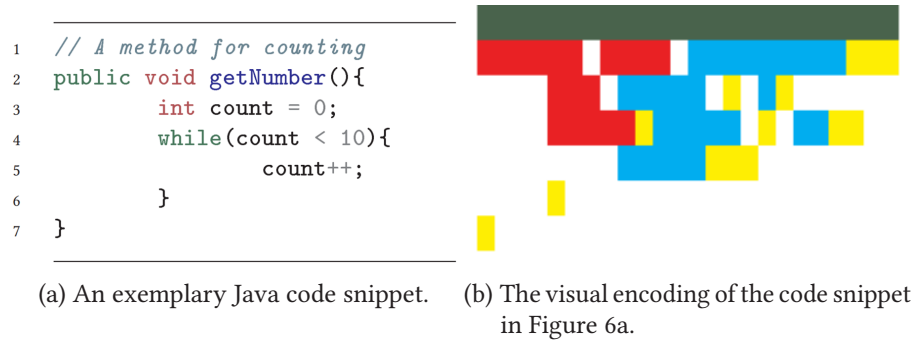 1 // A method for counting
2 public void getNumber(){
3 int count = 0;
4 while(count < 10){
5 count++;
6 }
7 }
(a) An exemplary Java code snippet.
(b) The visual encoding of the code snippet
in Figure 6a.